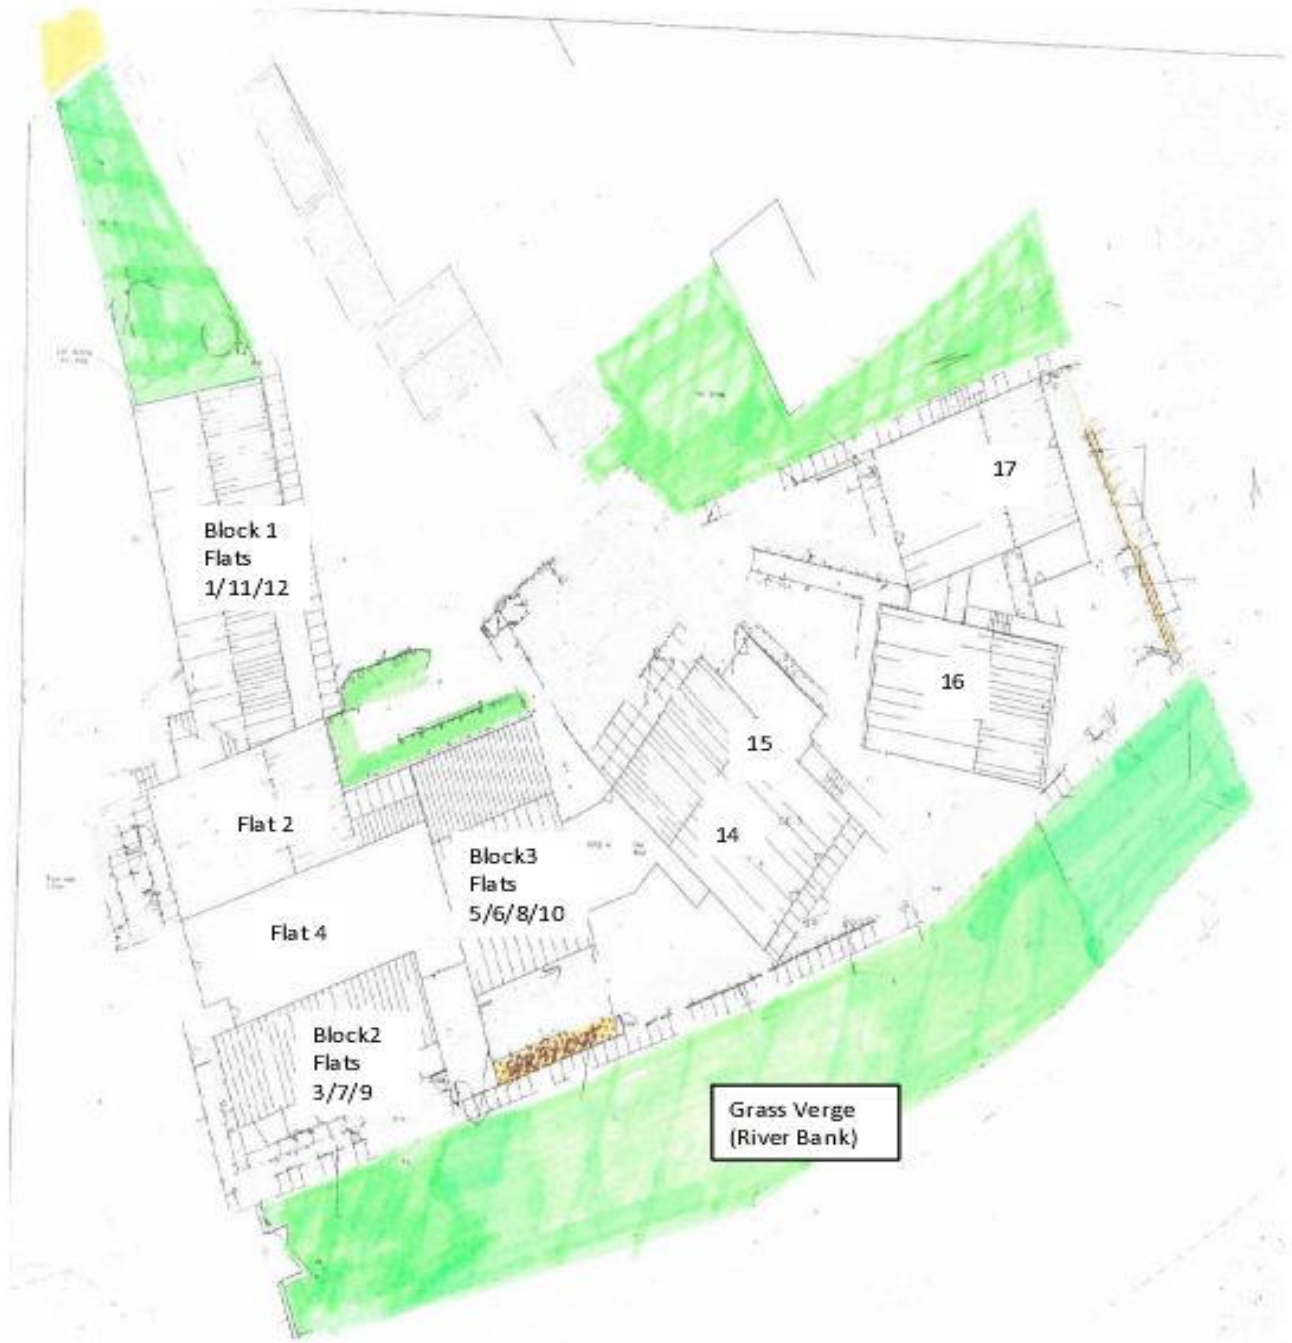 17
Block 1
Flats
1/11/12
16
15
Flat 2
14
Block3
Flats
5/6/8/10
Flat 4
Block2
Flats
3/7/9
Grass Verge
(River Bank)